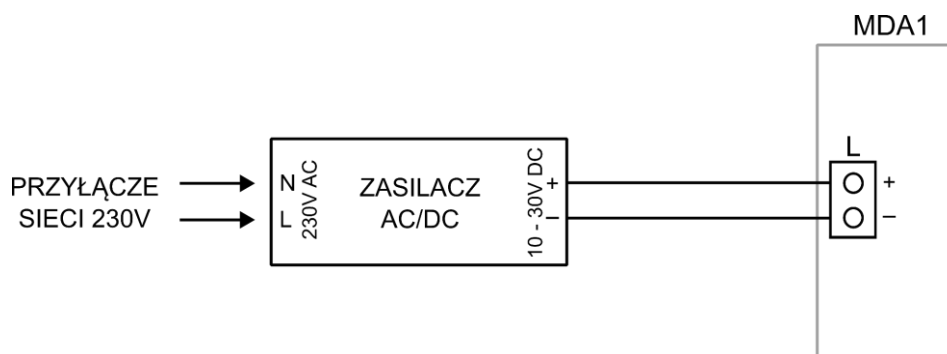 MDA1
L
PRZYŁĄCZE
SIECI 230V
N
L
230V AC
ZASILACZ
AC/DC
10 - 30V DC
+
–
+
–